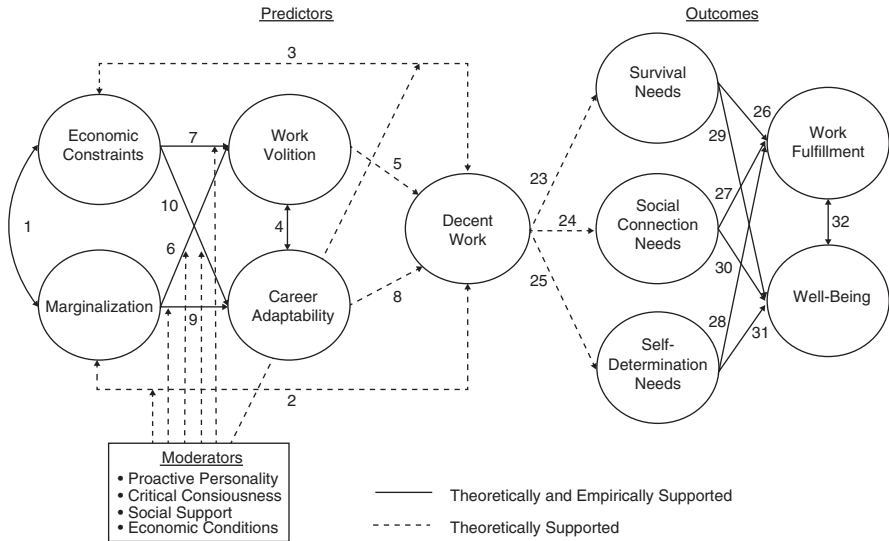 Predictors
Outcomes
3
Survival
Needs
Economic
Constraints
7
Work
Volition
26
29
Work
Fulfillment
5
23
10
27
1
6
4
Decent
Work
24
Social
Connection
Needs
32
30
25
Marginalization
9
Career
Adaptability
8
Well-Being
28
31
Self-
Determination
Needs
2
Moderators
• Proactive Personality
• Critical Consiousness
• Social Support
• Economic Conditions
Theoretically and Empirically Supported
Theoretically Supported